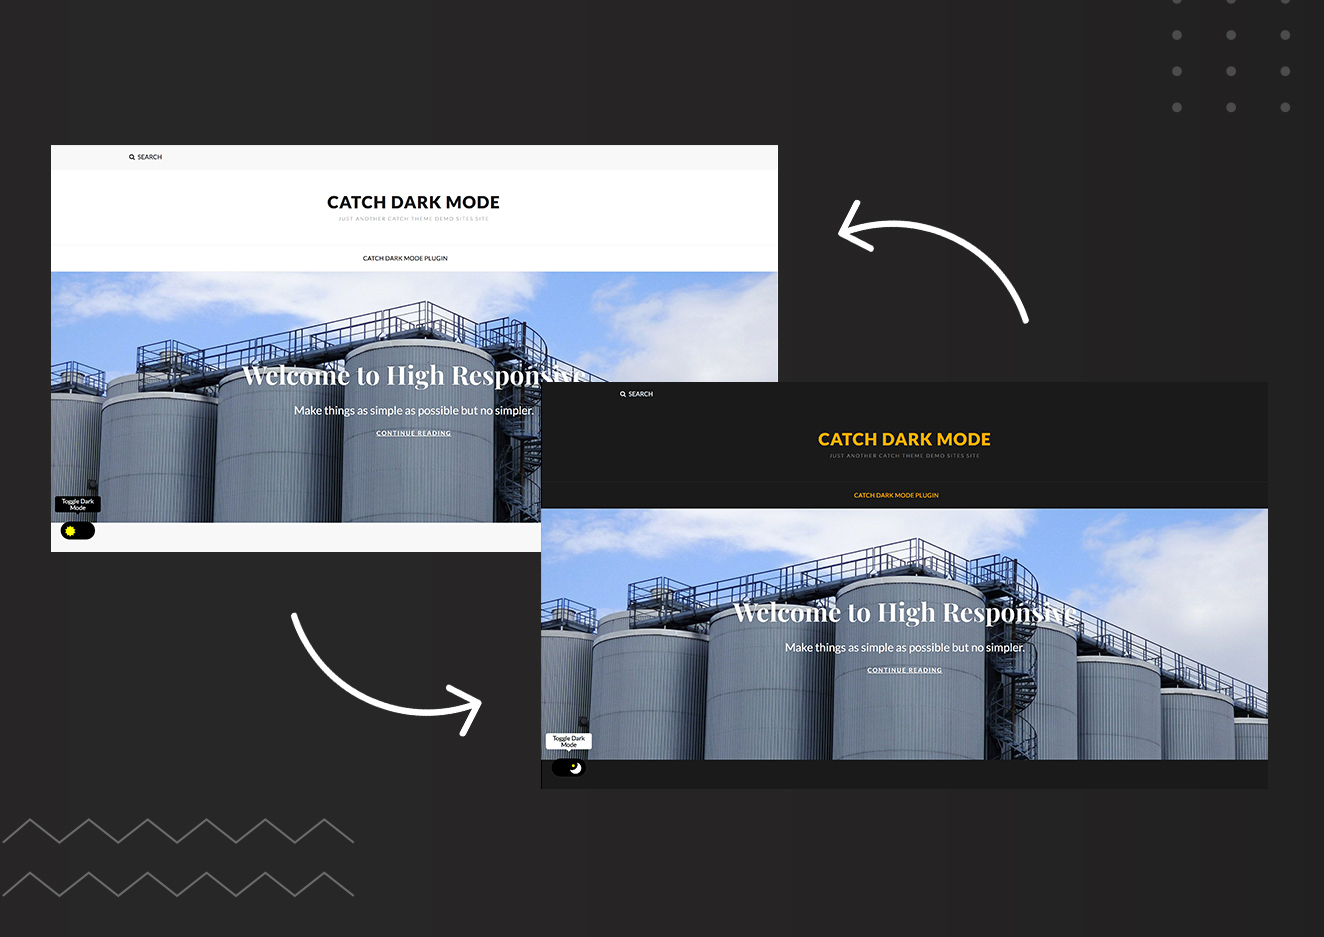 SEARCH
CATCH DARK MODE
JUST ANOTHER CATCH THEME DEMO SITES SITE
CATCH DARK MODE PLUGIN
Welcome to High Responsive
Make things as simple as possible but no simpler.
CONTINUE READING
Toggle Dark
Mode
SEARCH
CATCH DARK MODE
JUST ANOTHER CATCH THEME DEMO SITES SITE
CATCH DARK MODE PLUGIN
Welcome to High Responsive
Make things as simple as possible but no simpler.
CONTINUE READING
Toggle Dark
Mode